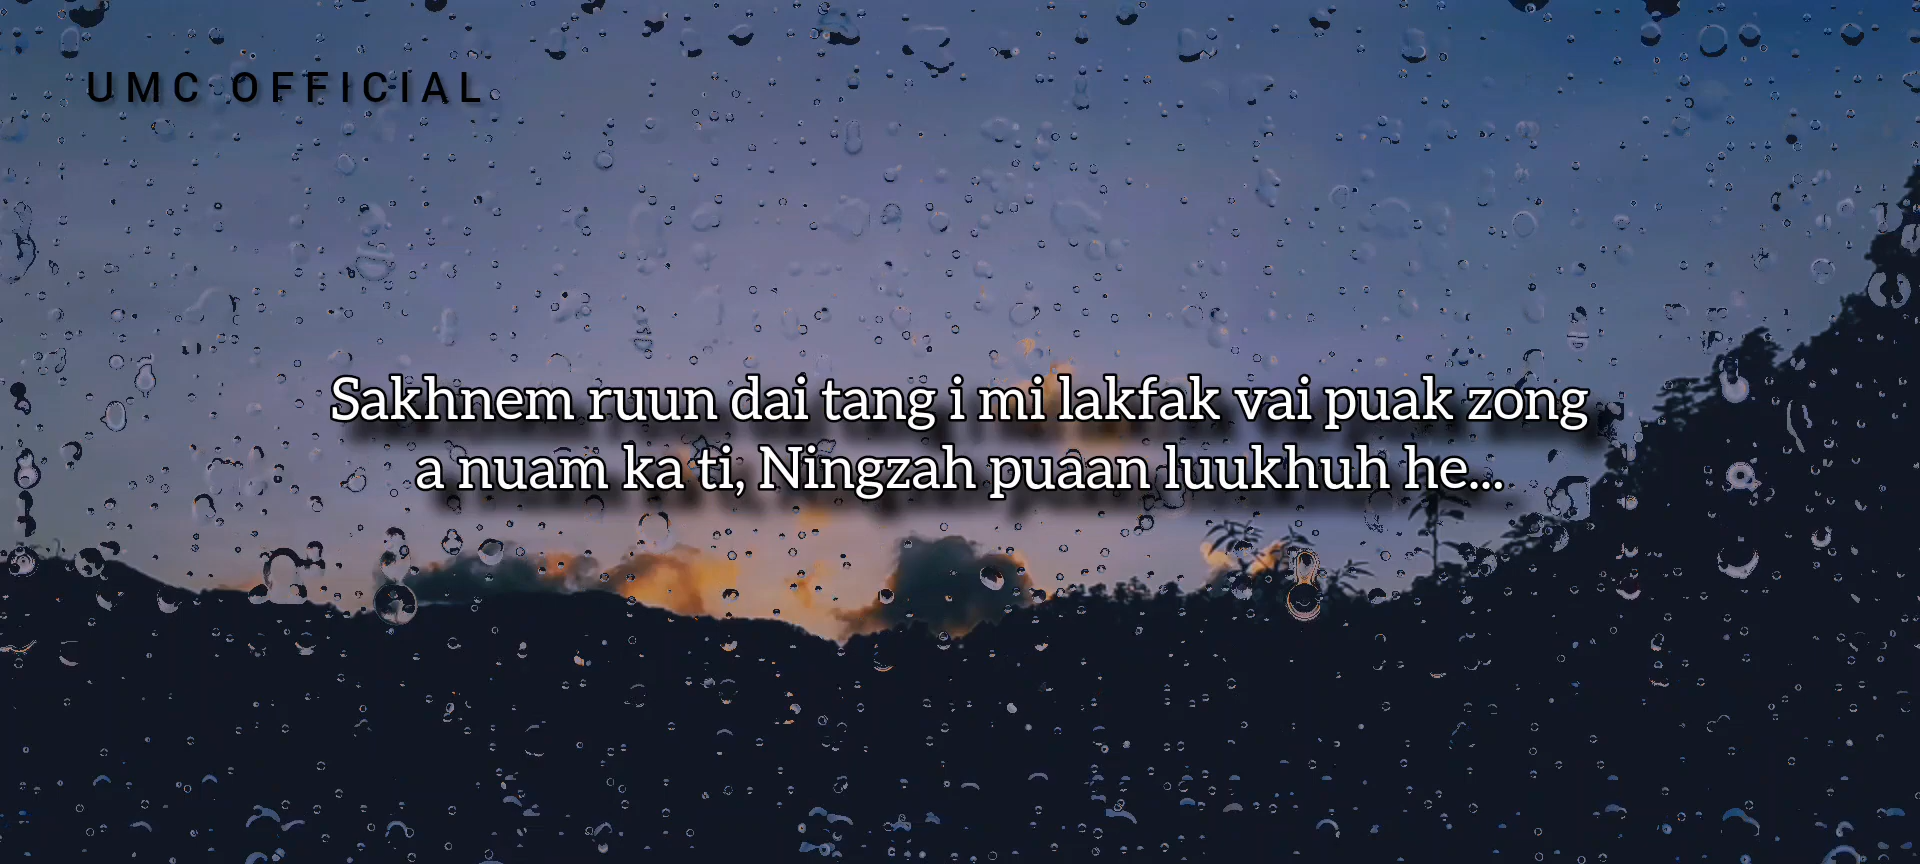 UMC OFFICIAL
Sakhnem ruun dai tang i mi lakfak vai puak zong
a nuam ka ti, Ningzah puaan luukhuh he...